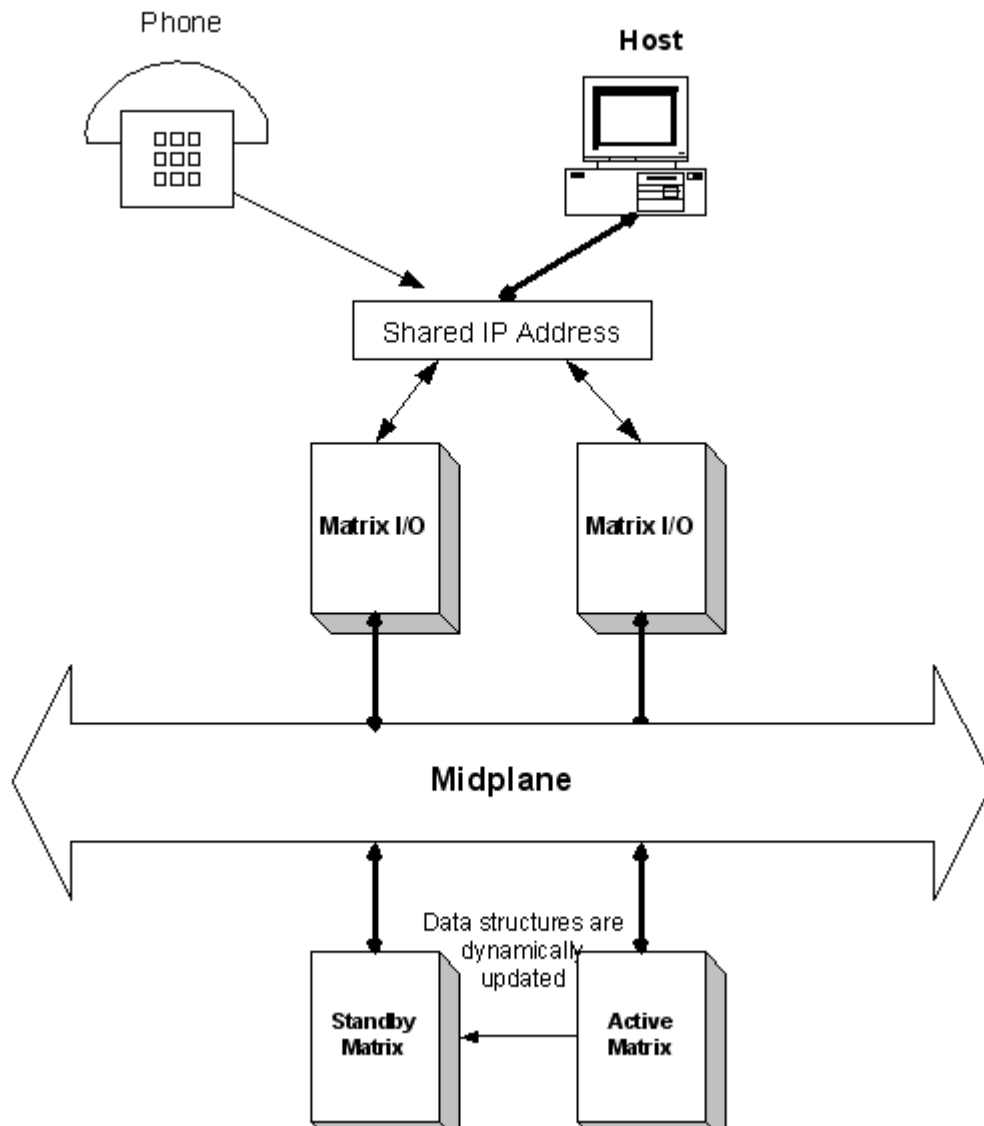 Phone
Host
Shared IP Address
Matrix I/O
Matrix I/O
Midplane
Data structures are
dynamically
updated
Standby
Matrix
Active
Matrix